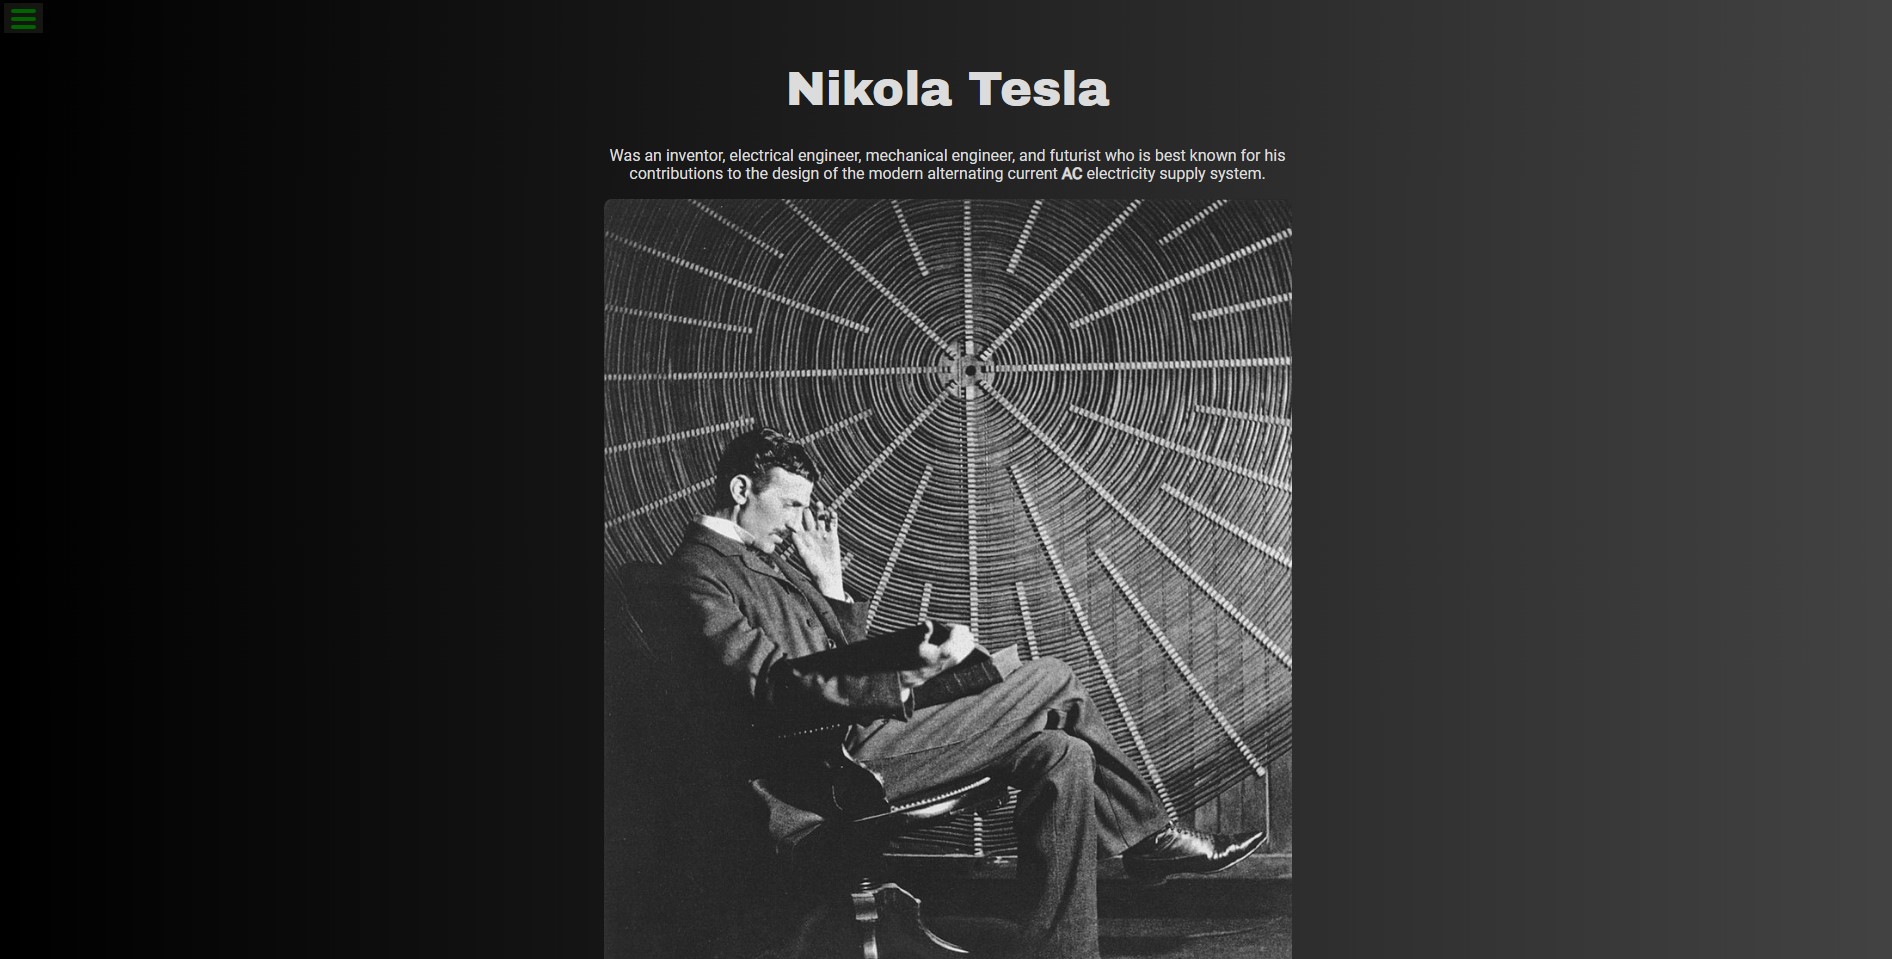 Nikola Tesla
Was an inventor, electrical engineer, mechanical engineer, and futurist who is best known for his
contributions to the design of the modern alternating current AC electricity supply system.